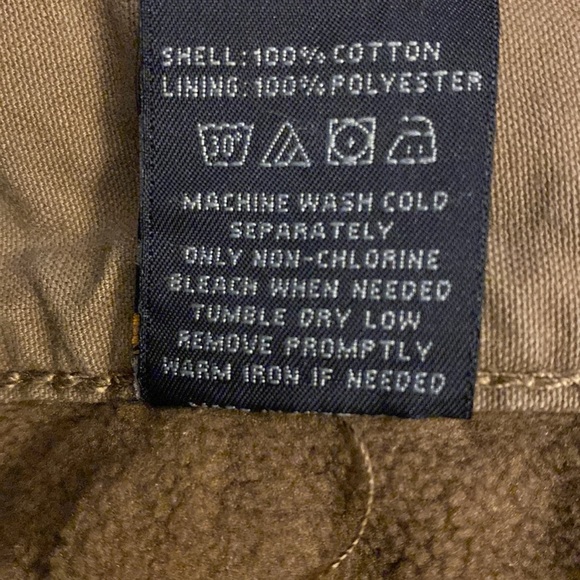 SHELL: 100% COTTON
LINING: 100% POLYESTER
30°
MACHINE WASH COLD
SEPARATELY
ONLY NON-CHLORINE
BLEACH WHEN NEEDED
TUMBLE DRY LOW
REMOVE PROMPTLY
WARM IRON IF NEEDED